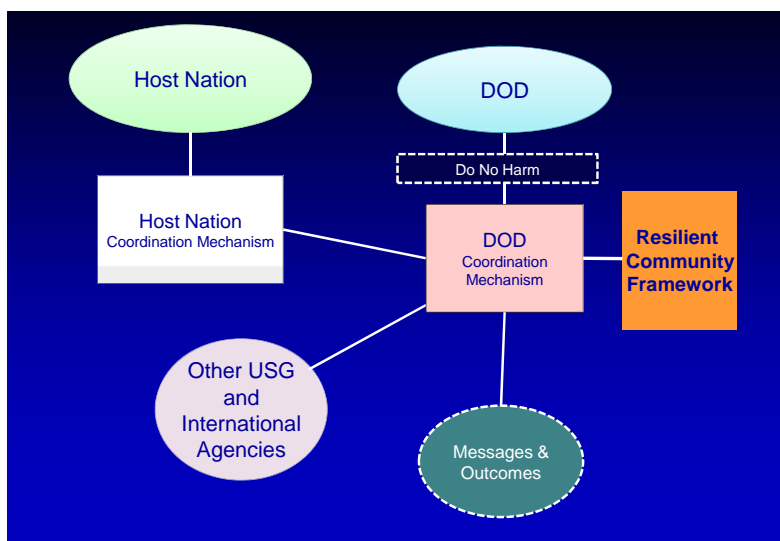 Host Nation
DOD
Do No Harm
Host Nation
Coordination Mechanism
DOD
Coordination
Mechanism
Resilient
Community
Framework
Other USG
and
International
Agencies
Messages &
Outcomes